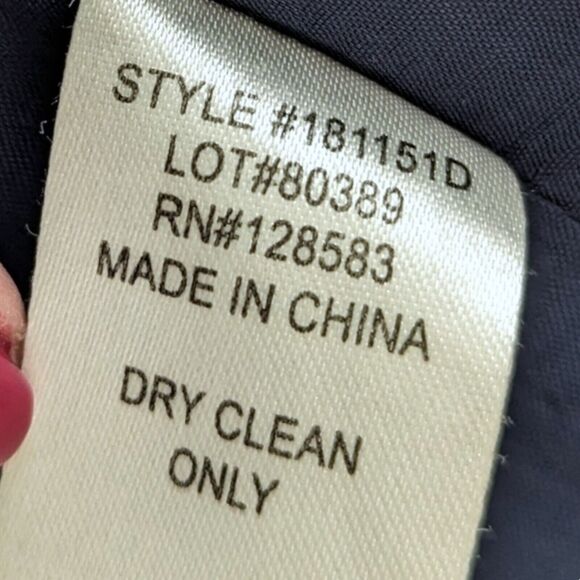 STYLE #181151D
LOT#80389
RN#128583
MADE IN CHINA
DRY CLEAN
ONLY